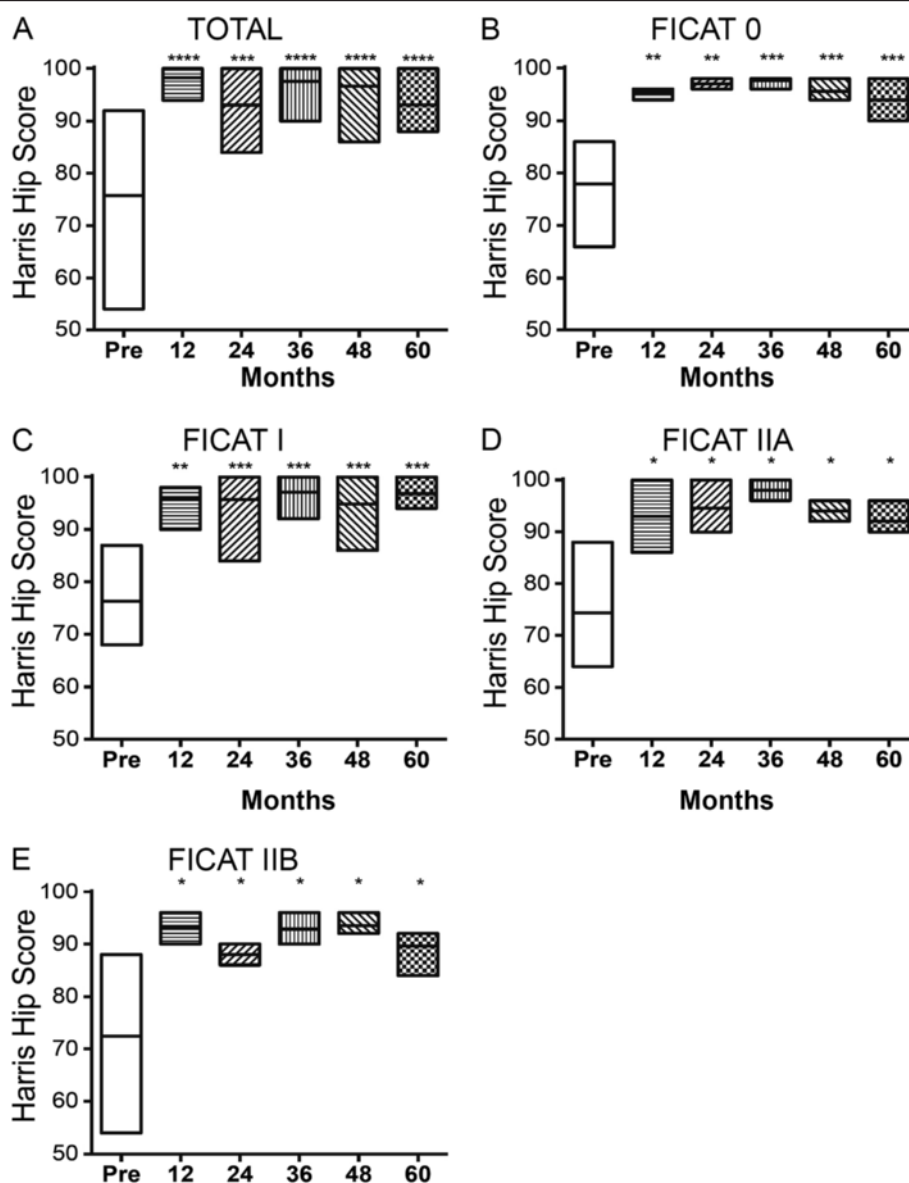 A TOTAL
**** *** **** **** ****
Harris Hip Score
100
90
80
70
60
50
Pre 12 24 36 48 60
Months
B FICAT 0
** ** *** *** ***
Harris Hip Score
100
90
80
70
60
50
Pre 12 24 36 48 60
Months
C FICAT I
** *** *** *** ***
Harris Hip Score
100
90
80
70
60
50
Pre 12 24 36 48 60
Months
D FICAT IIA
* * * * *
Harris Hip Score
100
90
80
70
60
50
Pre 12 24 36 48 60
Months
E FICAT IIB
* * * * *
Harris Hip Score
100
90
80
70
60
50
Pre 12 24 36 48 60